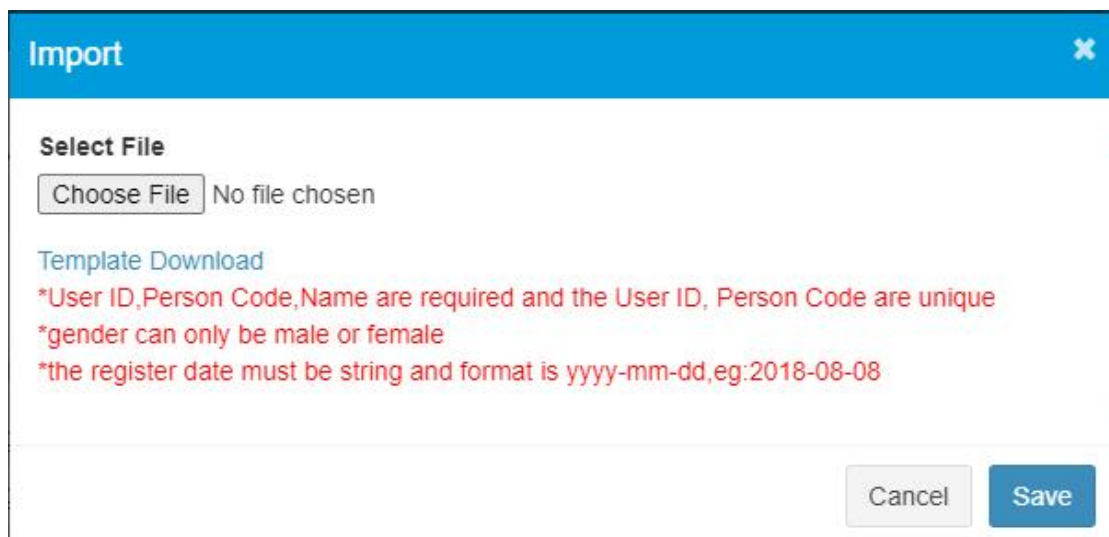 Import
Select File
Choose File No file chosen
Template Download
*User ID,Person Code,Name are required and the User ID, Person Code are unique
*gender can only be male or female
*the register date must be string and format is yyyy-mm-dd,eg:2018-08-08
Cancel Save